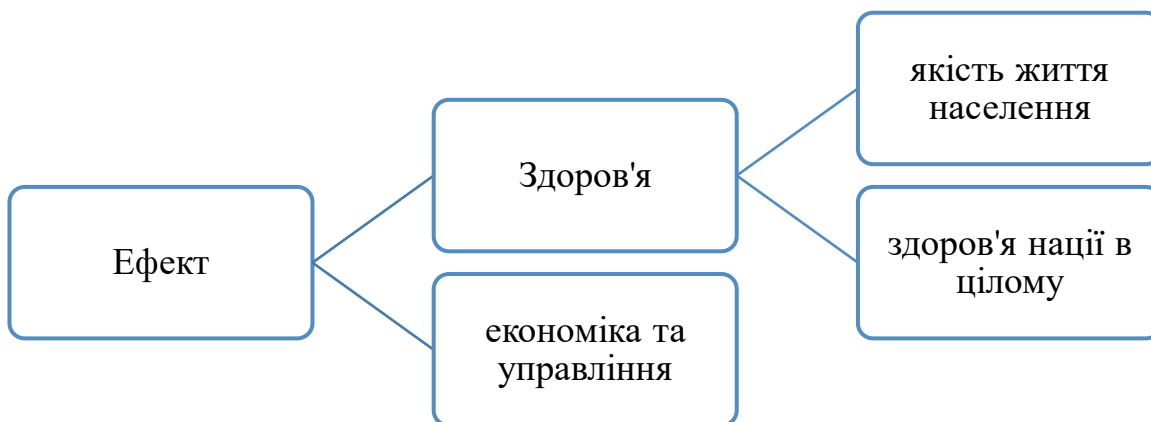 Ефект
Здоров'я
економіка та
управління
якість життя
населення
здоров'я нації в
цілому